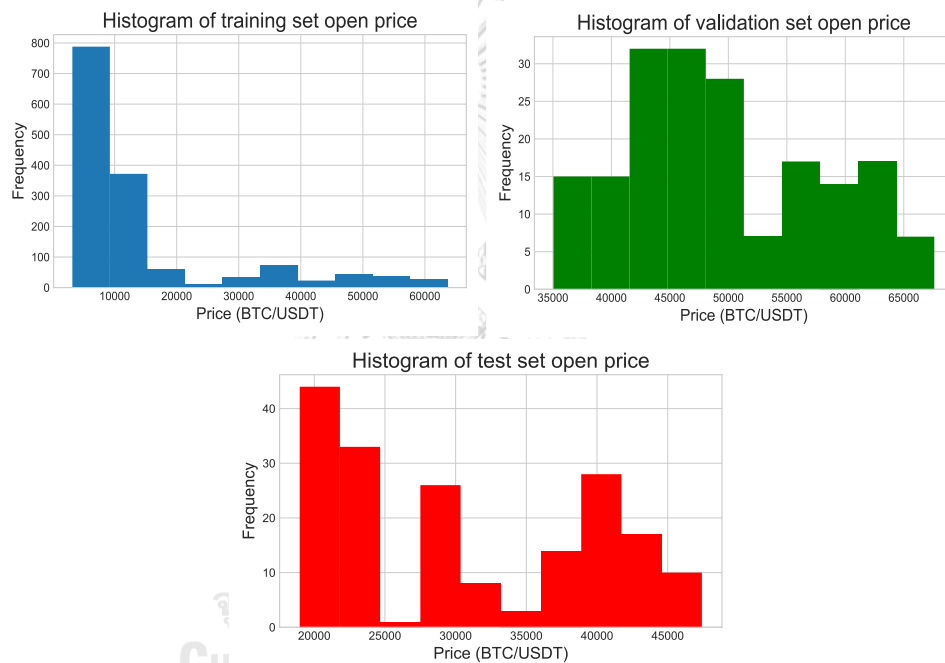 Histogram of training set open price
800
700
600
500
400
300
200
100
0
Frequency
10000 20000 30000 40000 50000 60000
Price (BTC/USDT)
Histogram of validation set open price
30
25
20
15
10
5
0
Frequency
35000 40000 45000 50000 55000 60000 65000
Price (BTC/USDT)
Histogram of test set open price
40
30
20
10
0
Frequency
20000 25000 30000 35000 40000 45000
Price (BTC/USDT)